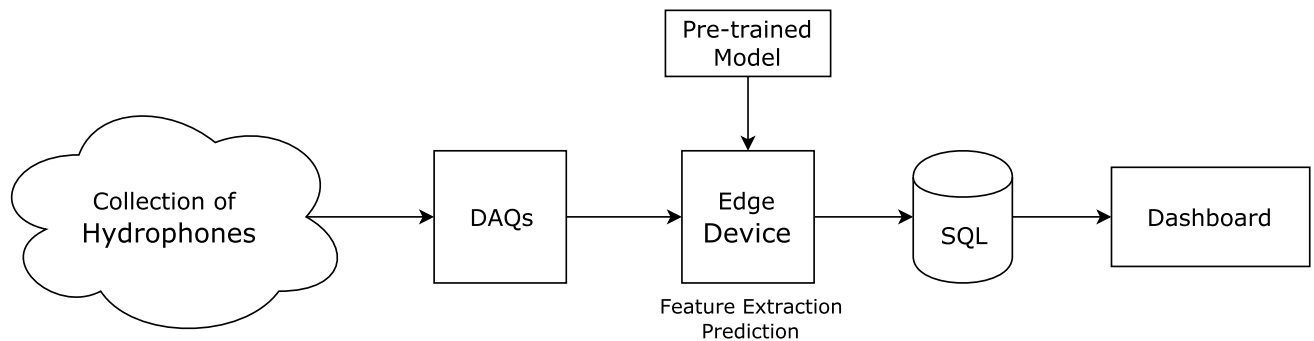 Pre-trained
Model
Collection of
Hydrophones
DAQs
Edge
Device
SQL
Dashboard
Feature Extraction
Prediction